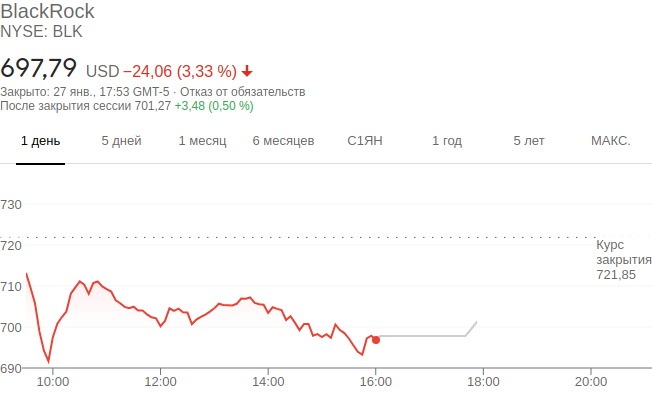 BlackRock
NYSE: BLK
697,79 USD −24,06 (3,33 %)
Закрыто: 27 янв., 17:53 GMT-5 · Отказ от обязательств
После закрытия сессии 701,27 +3,48 (0,50 %)
1 день 5 дней 1 месяц 6 месяцев С1ЯН 1 год 5 лет МАКС.
730
720
Курс
закрытия
721,85
710
700
690
10:00 12:00 14:00 16:00 18:00 20:00